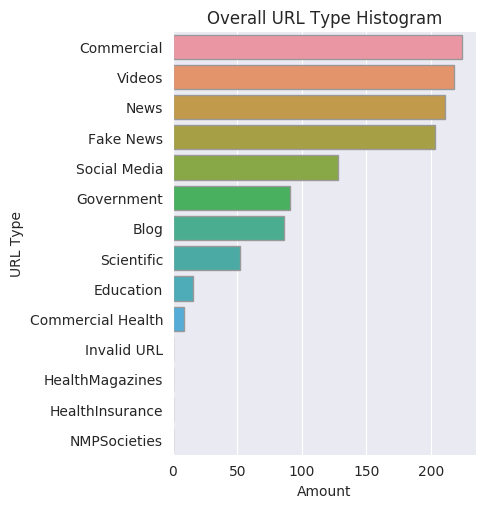 Overall URL Type Histogram
Commercial
Videos
News
Fake News
Social Media
Government
Blog
Scientific
Education
Commercial Health
Invalid URL
HealthMagazines
HealthInsurance
NMPSocieties
URL Type
0 50 100 150 200
Amount